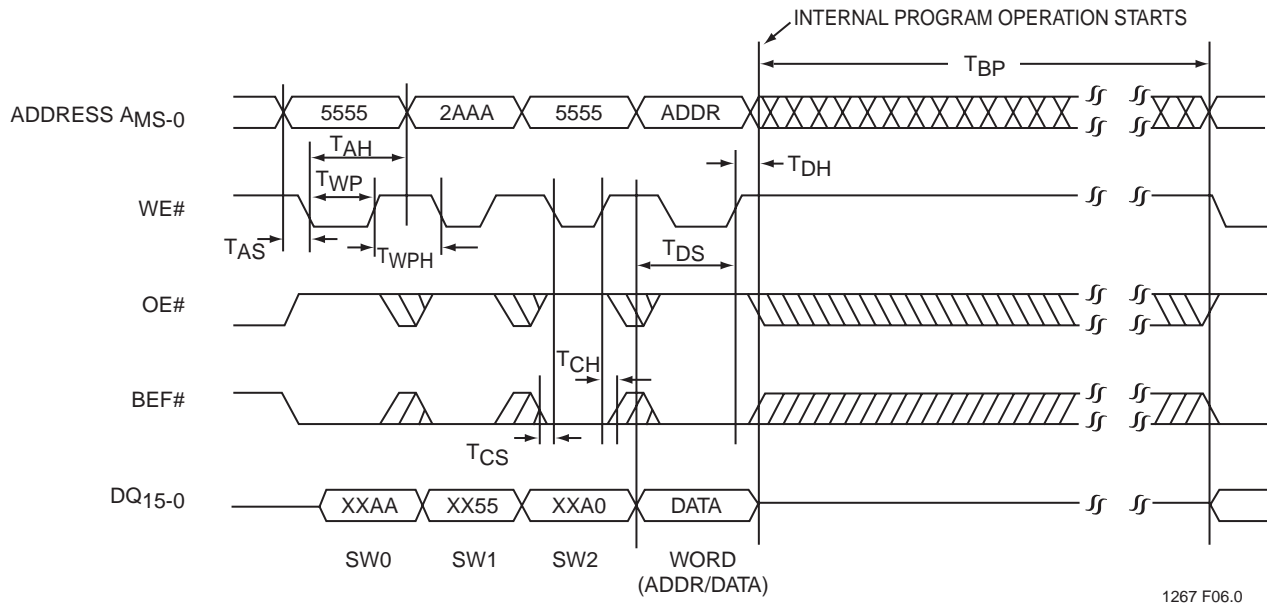 INTERNAL PROGRAM OPERATION STARTS
TBP
ADDRESS AMS-0
5555
2AAA
5555
ADDR
TAH
TDH
TWP
WE#
TAS
TWPH
TDS
OE#
TCH
BEF#
TCS
DQ15-0
XXAA
XX55
XXA0
DATA
SW0
SW1
SW2
WORD
(ADDR/DATA)
1267 F06.0